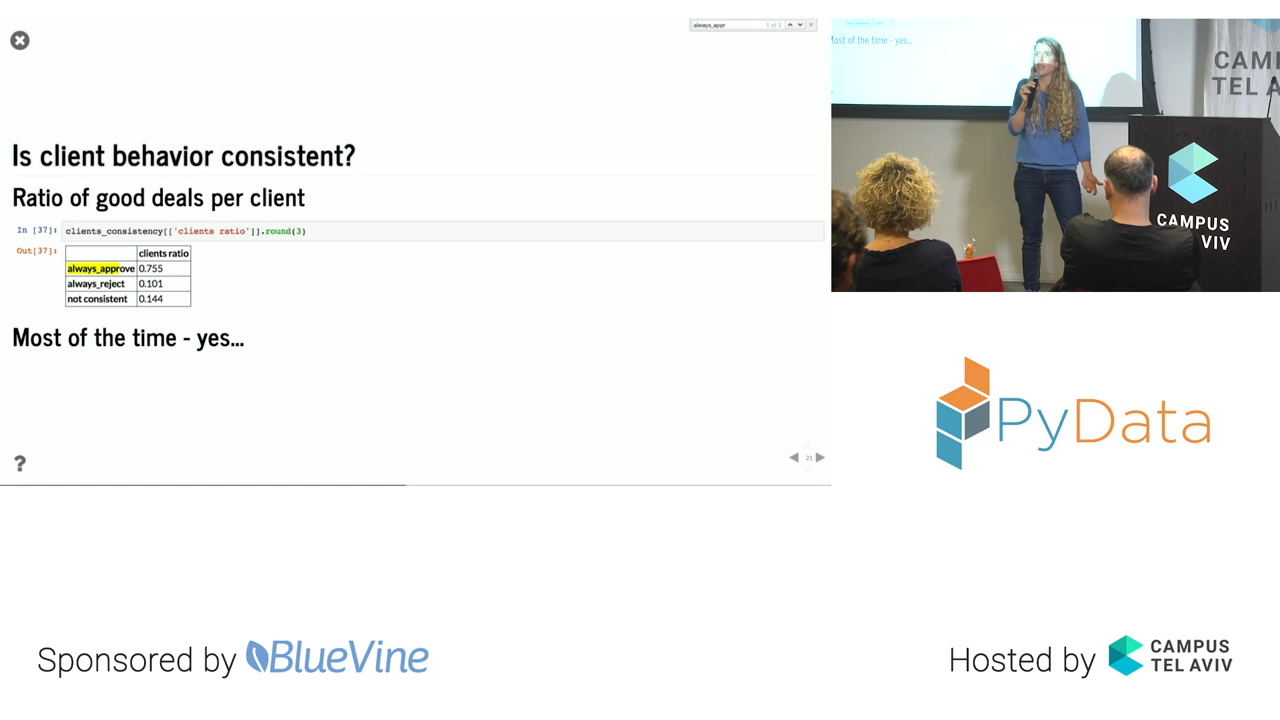 always_appr 1 of 2
Is client behavior consistent?
Ratio of good deals per client
In [37]: clients_consistency[['clients ratio']].round(3)
Out[37]:
clients ratio
always_approve 0.755
always_reject 0.101
not consistent 0.144
Most of the time - yes...
?
21
Most of the time - yes...
CAMP
TEL A
CAMPUS
VIV
PyData
Sponsored by BlueVine
Hosted by CAMPUS
TEL AVIV